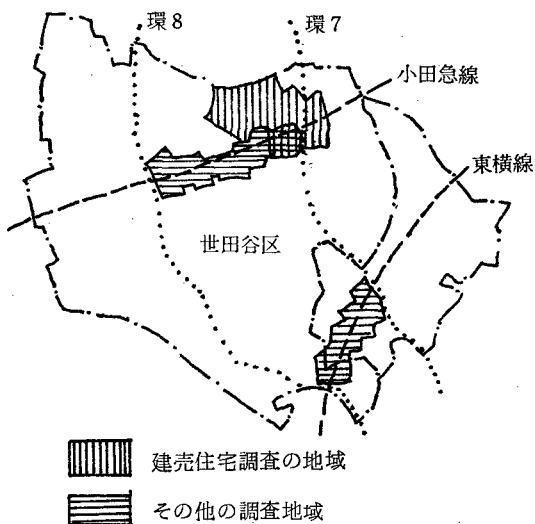 環8
環7
小田急線
東横線
世田谷区
建売住宅調査の地域
その他の調査地域